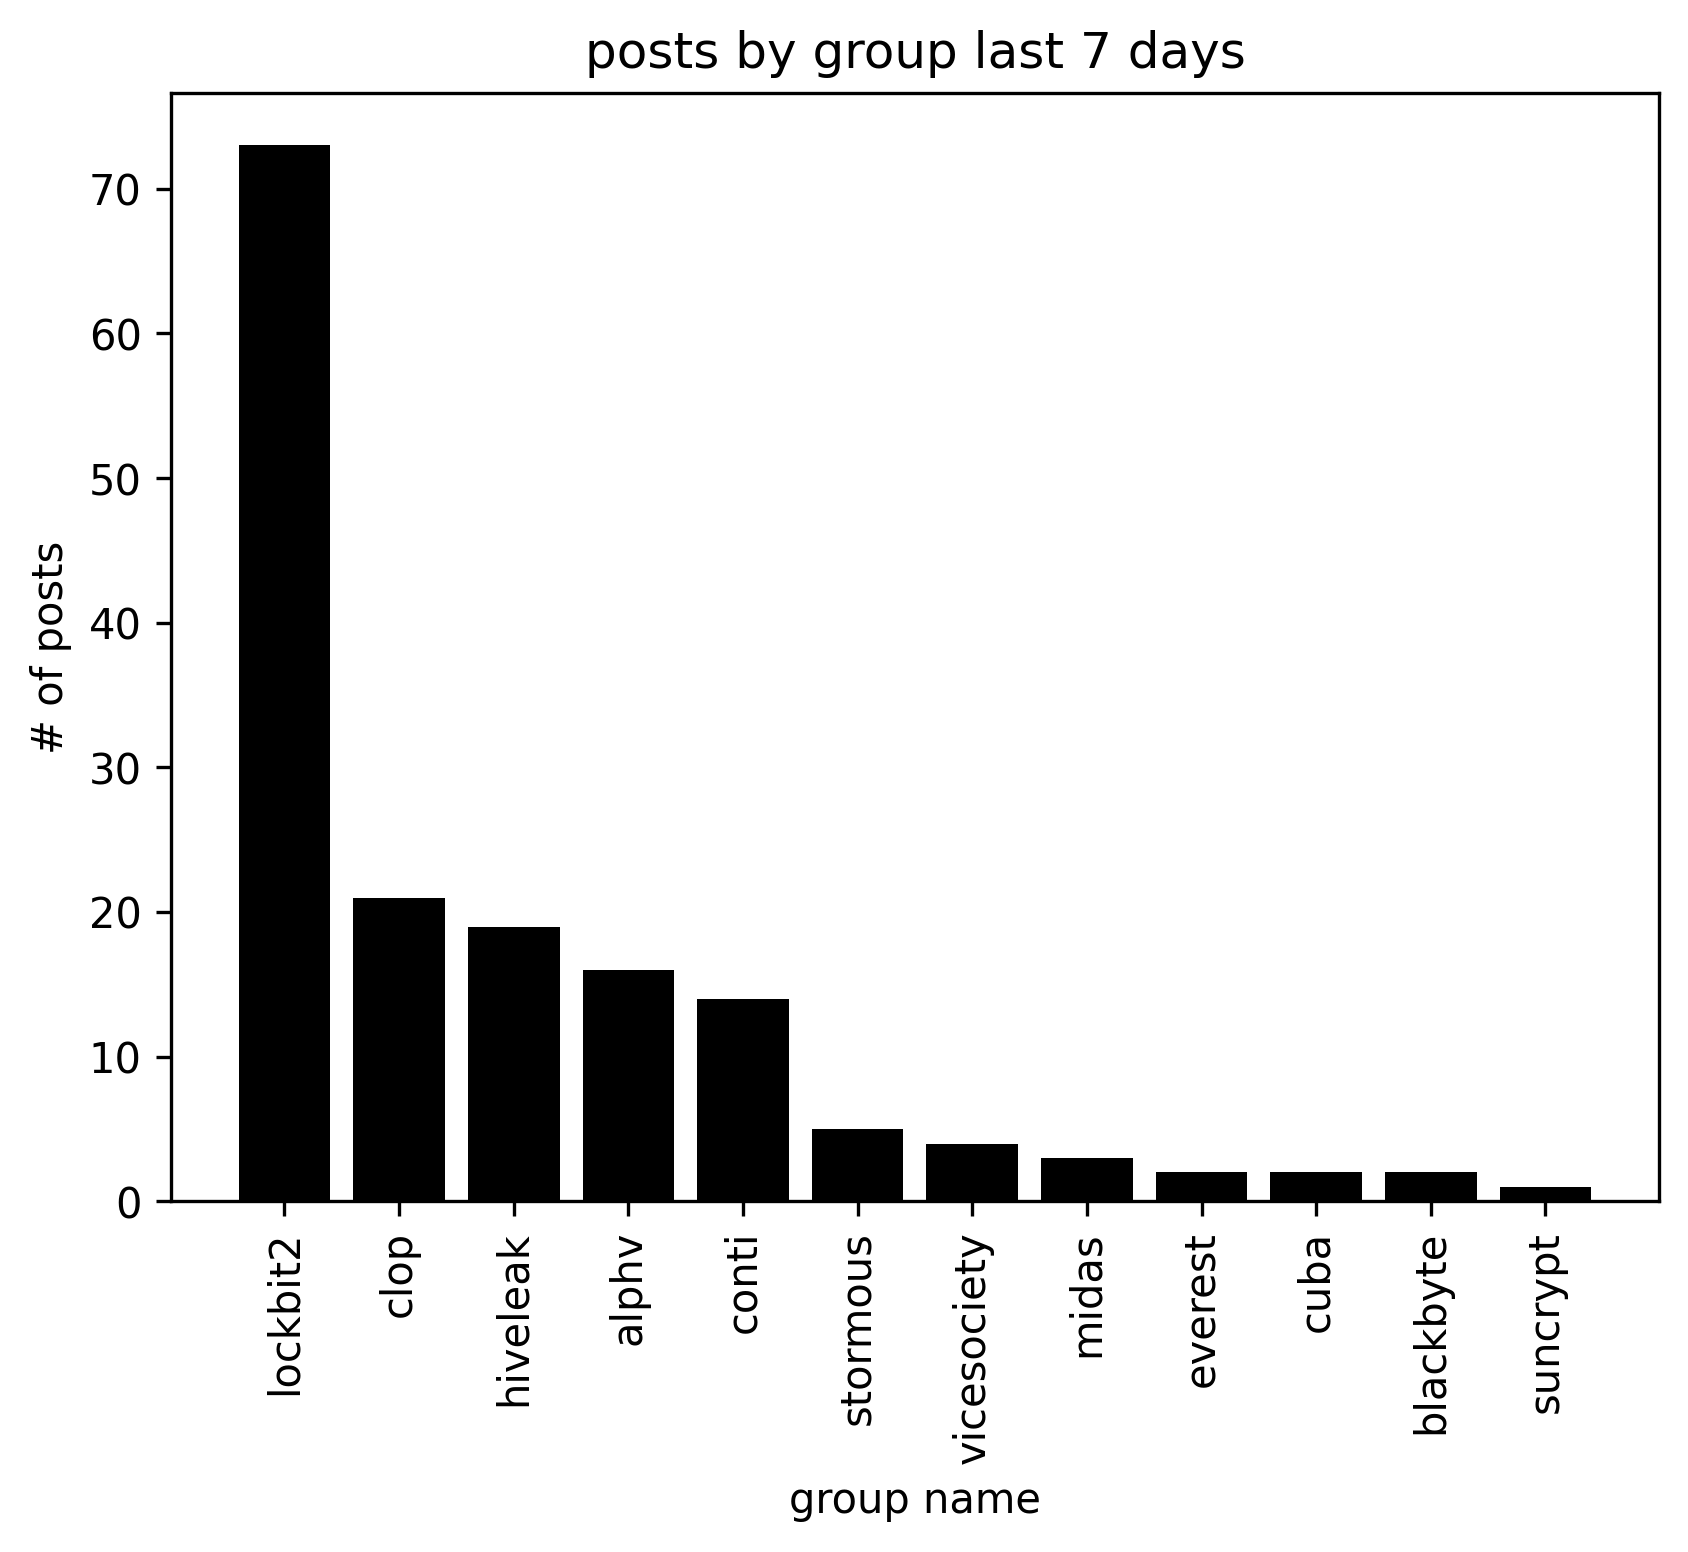 posts by group last 7 days
# of posts
70
60
50
40
30
20
10
0
lockbit2
clop
hiveleak
alphv
conti
stormous
vicesociety
midas
everest
cuba
blackbyte
suncrypt
group name